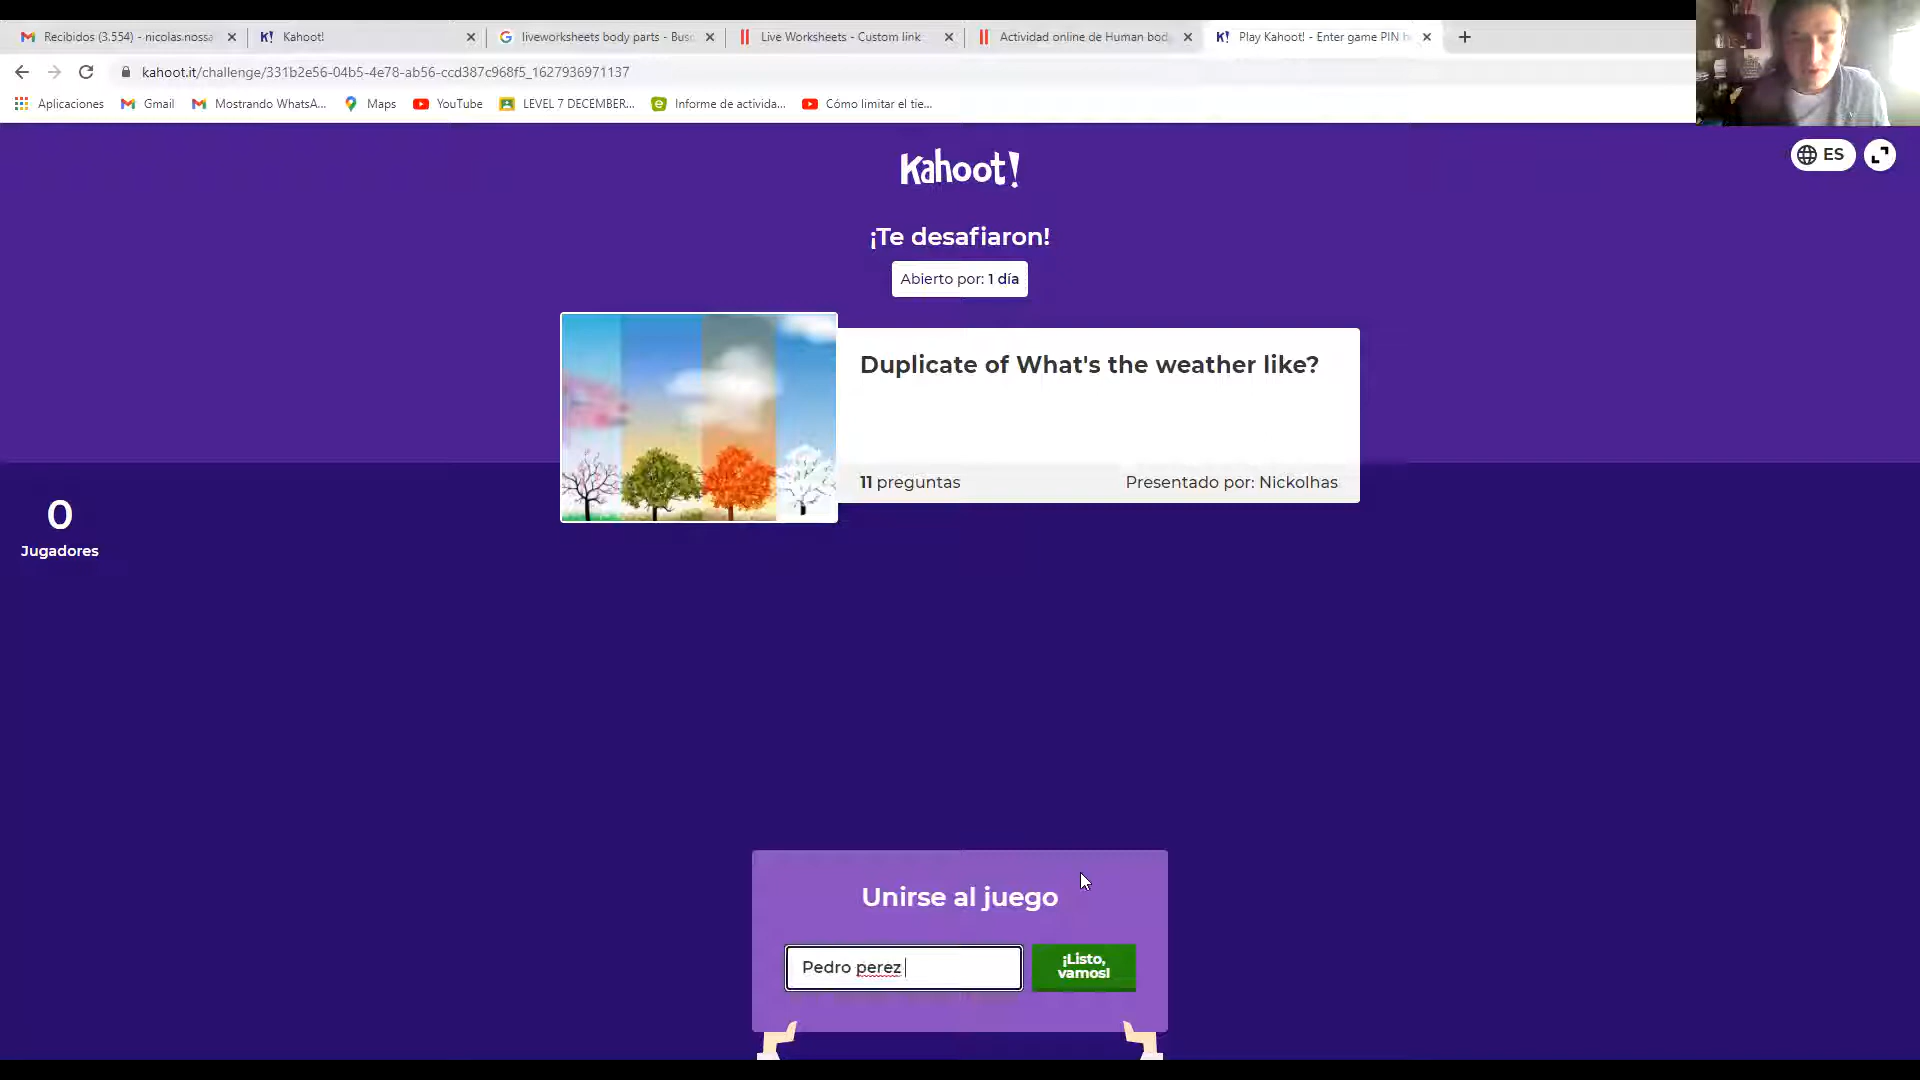 Recibidos (3.554) - nicolas.nossa
Kahoot!
liveworksheets body parts - Busc
Live Worksheets - Custom link
Actividad online de Human bod
Play Kahoot! - Enter game PIN h
kahoot.it/challenge/331b2e56-04b5-4e78-ab56-ccd387c968f5_1627936971137
Aplicaciones
Gmail
Mostrando WhatsA...
Maps
YouTube
LEVEL 7 DECEMBER...
Informe de activida...
Cómo limitar el tie...
ES
Kahoot!
¡Te desafiaron!
Abierto por: 1 día
Duplicate of What's the weather like?
11 preguntas
Presentado por: Nickolhas
0
Jugadores
Unirse al juego
Pedro perez
¡Listo,
vamos!